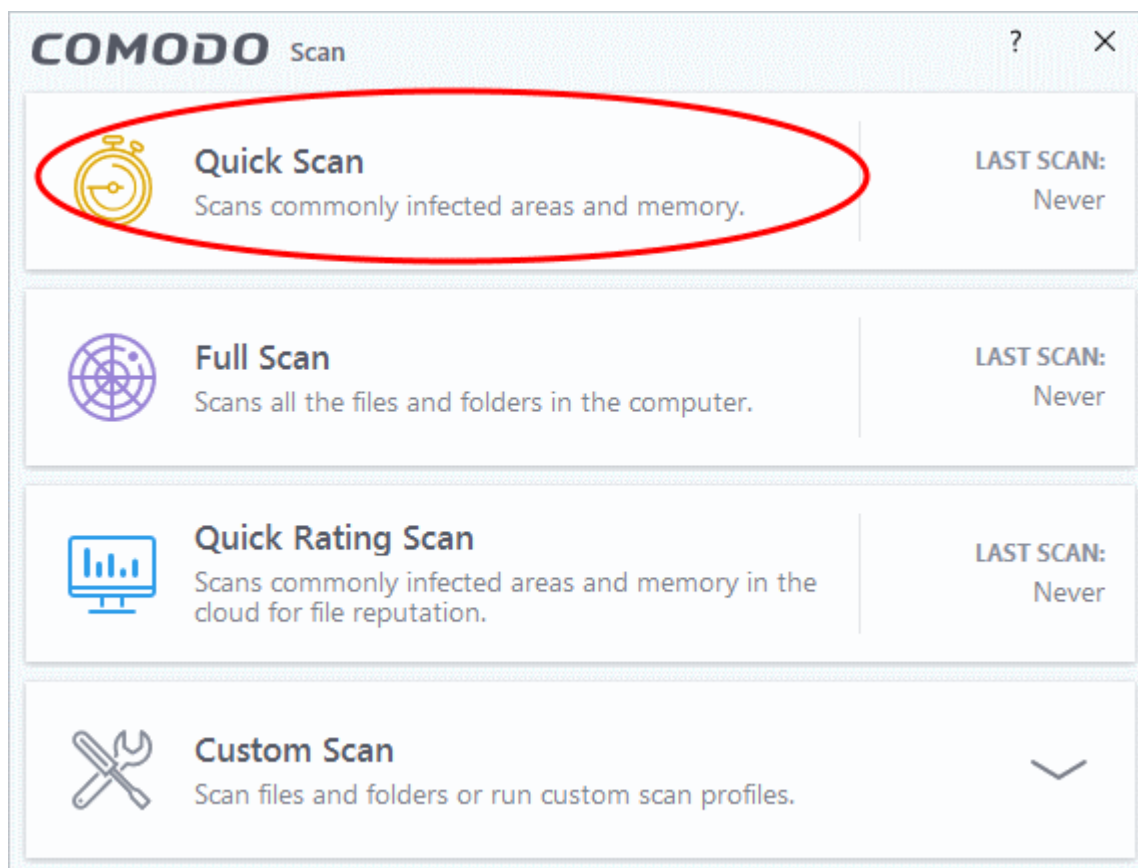 COMODO Scan ? X
Quick Scan
Scans commonly infected areas and memory.
LAST SCAN:
Never
Full Scan
Scans all the files and folders in the computer.
LAST SCAN:
Never
Quick Rating Scan
Scans commonly infected areas and memory in the
cloud for file reputation.
LAST SCAN:
Never
Custom Scan
Scan files and folders or run custom scan profiles.